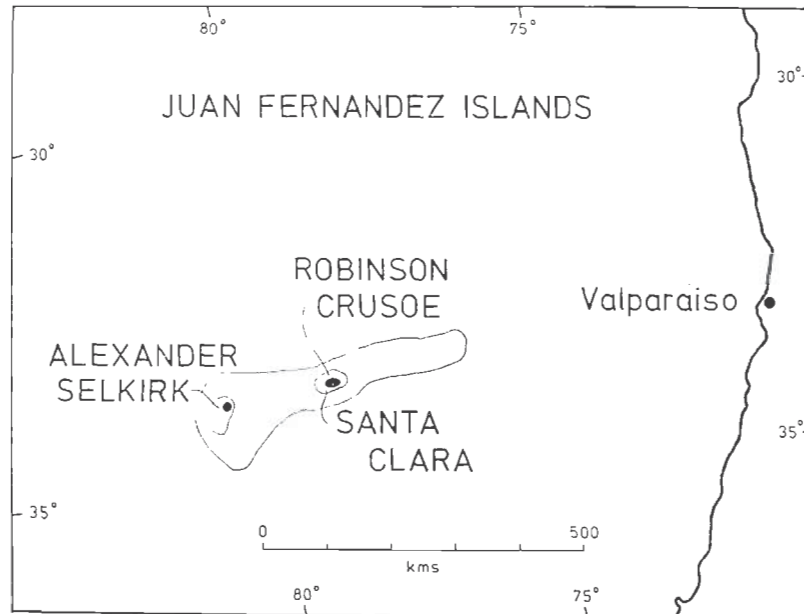 80°
75°
30°
JUAN FERNANDEZ ISLANDS
30°
ROBINSON
CRUSOE
Valparaiso
ALEXANDER
SELKIRK
SANTA
CLARA
35°
35°
0
500
kms
80°
75°